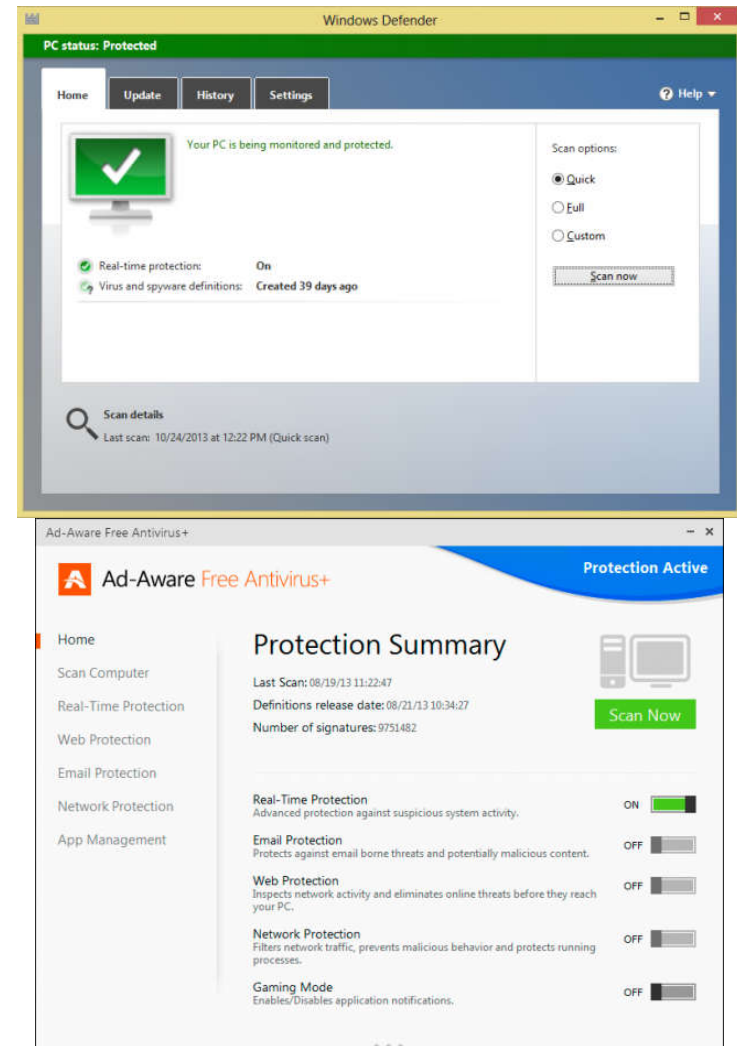 Windows Defender
PC status: Protected
Home Update History Settings Help
Your PC is being monitored and protected.
Scan options:
Quick
Full
Custom
Scan now
Real-time protection: On
Virus and spyware definitions: Created 39 days ago
Scan details
Last scan: 10/24/2013 at 12:22 PM (Quick scan)
Ad-Aware Free Antivirus+
Protection Active
Ad-Aware Free Antivirus+
Home
Scan Computer
Real-Time Protection
Web Protection
Email Protection
Network Protection
App Management
Protection Summary
Last Scan: 08/19/13 11:22:47
Definitions release date: 08/21/13 10:34:27
Number of signatures: 9751482
Scan Now
Real-Time Protection
Advanced protection against suspicious system activity.
ON
Email Protection
Protects against email borne threats and potentially malicious content.
OFF
Web Protection
Inspects network activity and eliminates online threats before they reach
your PC.
OFF
Network Protection
Filters network traffic, prevents malicious behavior and protects running
processes.
OFF
Gaming Mode
Enables/Disables application notifications.
OFF